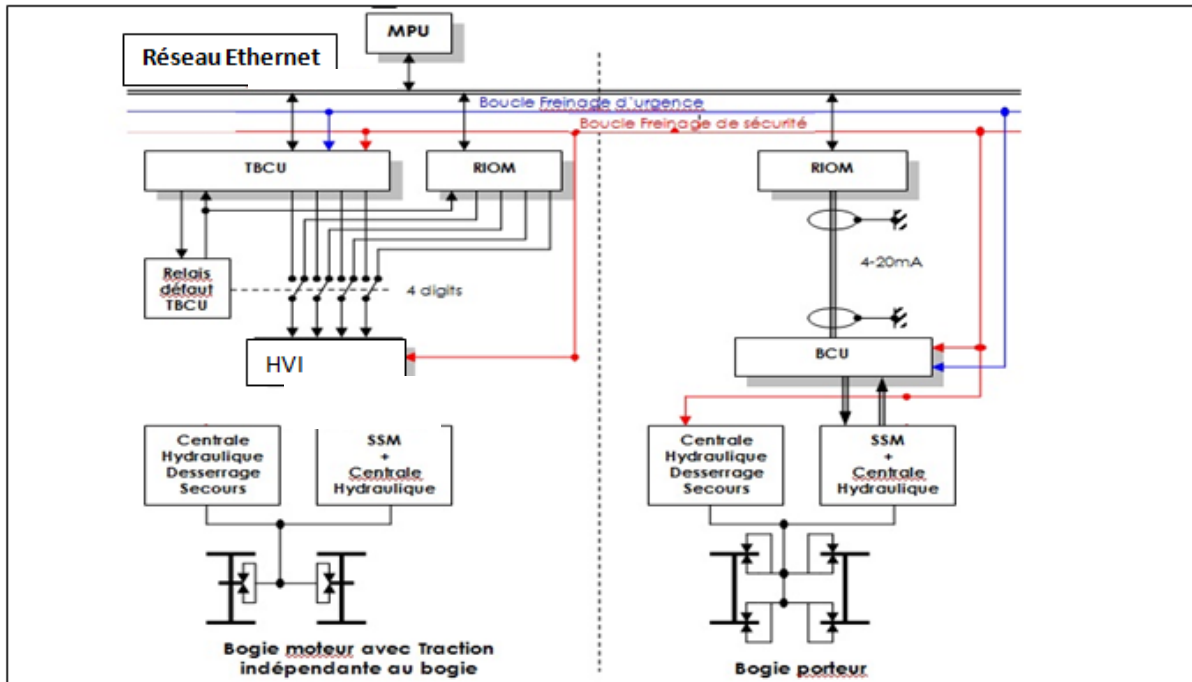 MPU
Réseau Ethernet
Boucle Freinage d'urgence
Boucle Freinage de sécurité
TBCU
RIOM
RIOM
Relais
défaut
TBCU
4 digits
4-20mA
HVI
BCU
Centrale
Hydraulique
Desserrage
Secours
SSM
+
Centrale
Hydraulique
Centrale
Hydraulique
Desserrage
Secours
SSM
+
Centrale
Hydraulique
Bogie moteur avec Traction
indépendante au bogie
Bogie porteur